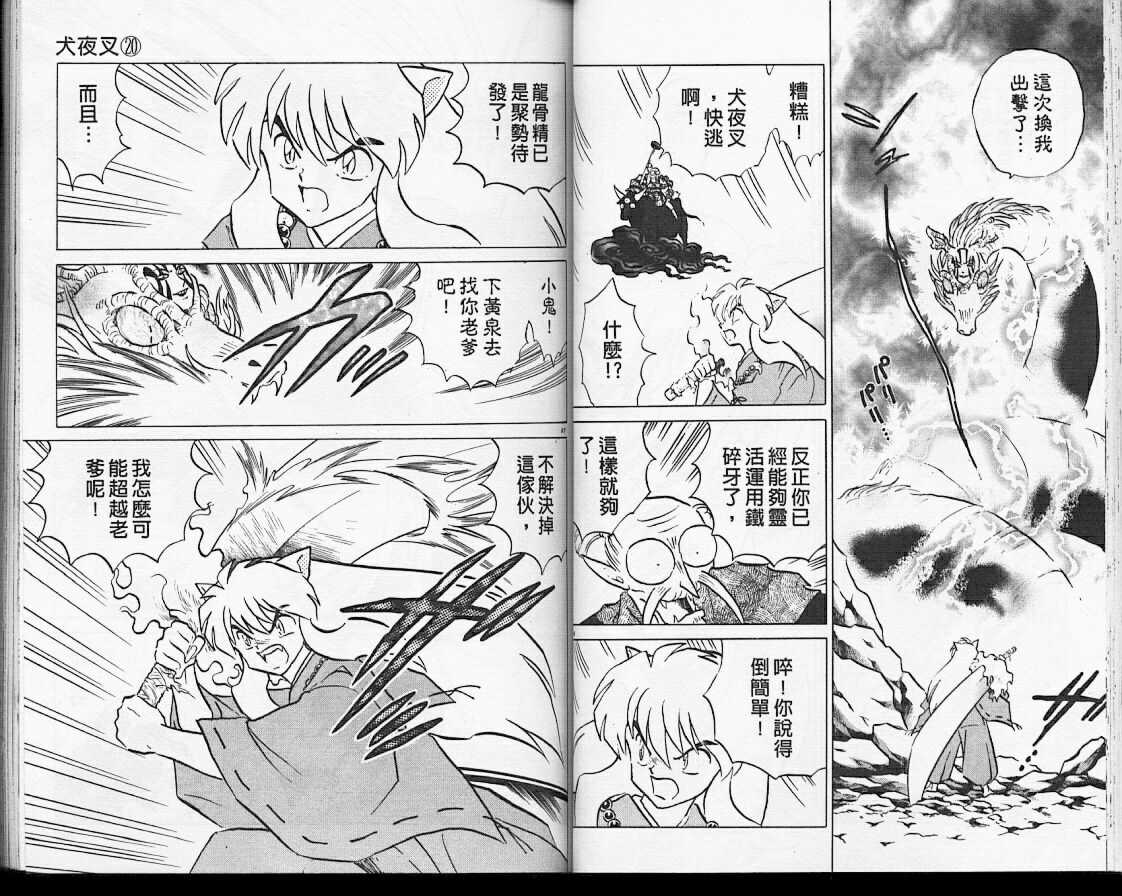 這次換我
出擊了…
バリ
バリ…
糟糕！
犬夜叉
，快逃
啊！
什麼!?
反正你已
經能夠靈
活運用鐵
碎牙了，
這樣就夠
了！
啐！你說得
倒簡單！
犬夜叉⑳
龍骨精已
是聚勢待
發了！
而且…
小鬼！
下黃泉去
找你老爹
吧！
不解決掉
這傢伙，
我怎麼可
能超越老
爹呢！